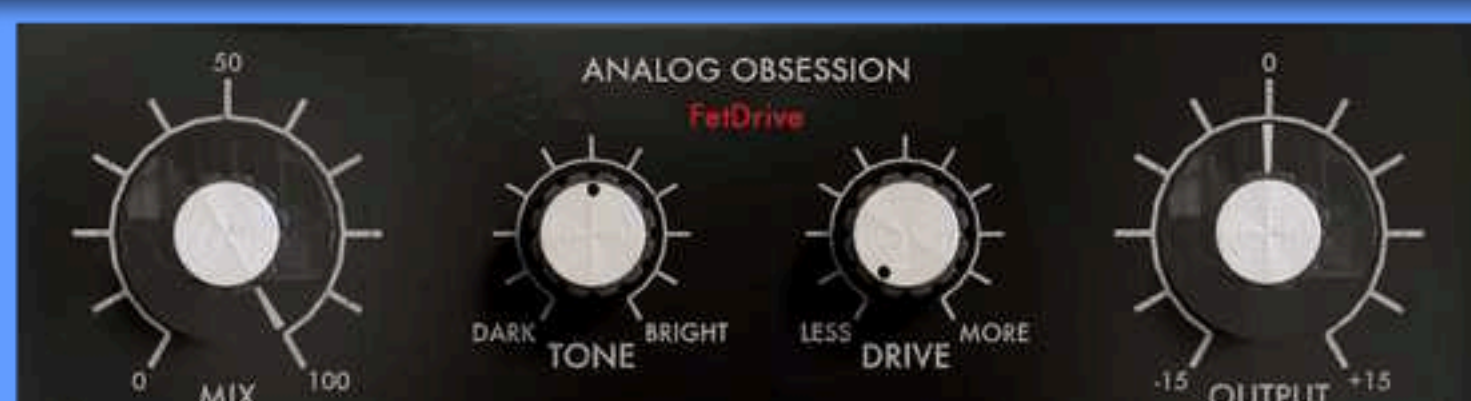 ANALOG OBSESSION
FetDrive
50
0
MIX
100
DARK
BRIGHT
TONE
LESS
MORE
DRIVE
0
-15
OUTPUT
+15